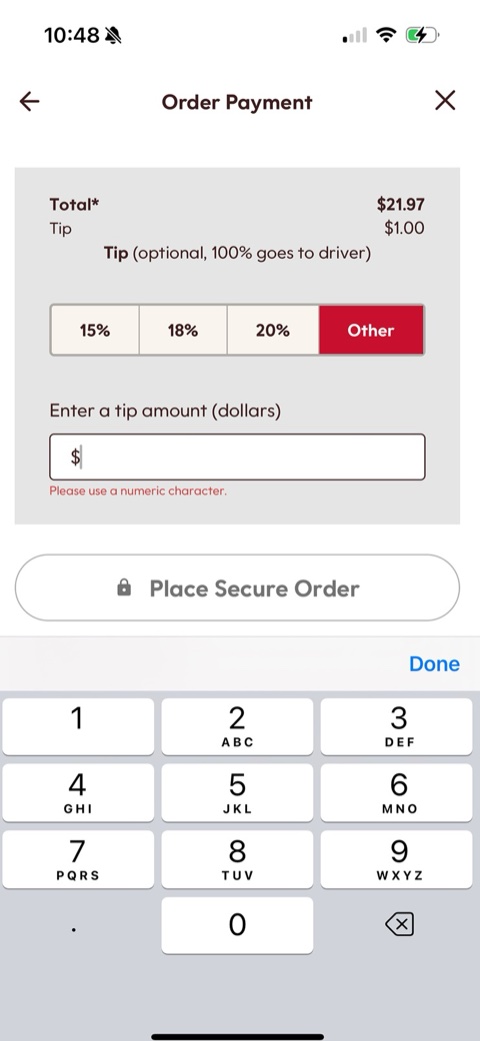 10:48
Order Payment
Total* $21.97
Tip $1.00
Tip (optional, 100% goes to driver)
15% 18% 20% Other
Enter a tip amount (dollars)
$
Please use a numeric character.
Place Secure Order
Done
1 2 3
ABC DEF
4 5 6
GHI JKL MNO
7 8 9
PQRS TUV WXYZ
. 0